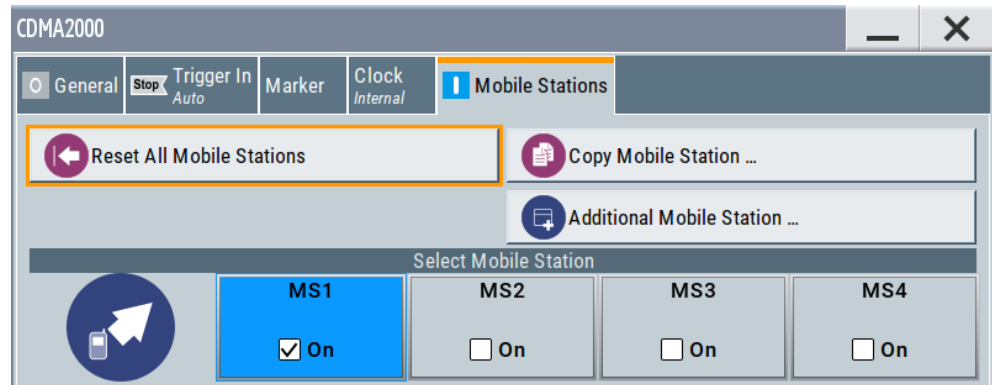 CDMA2000
O General Stop Trigger In Marker Clock Mobile Stations
Auto Internal
Reset All Mobile Stations Copy Mobile Station ...
Additional Mobile Station ...
Select Mobile Station
MS1 MS2 MS3 MS4
On On On On